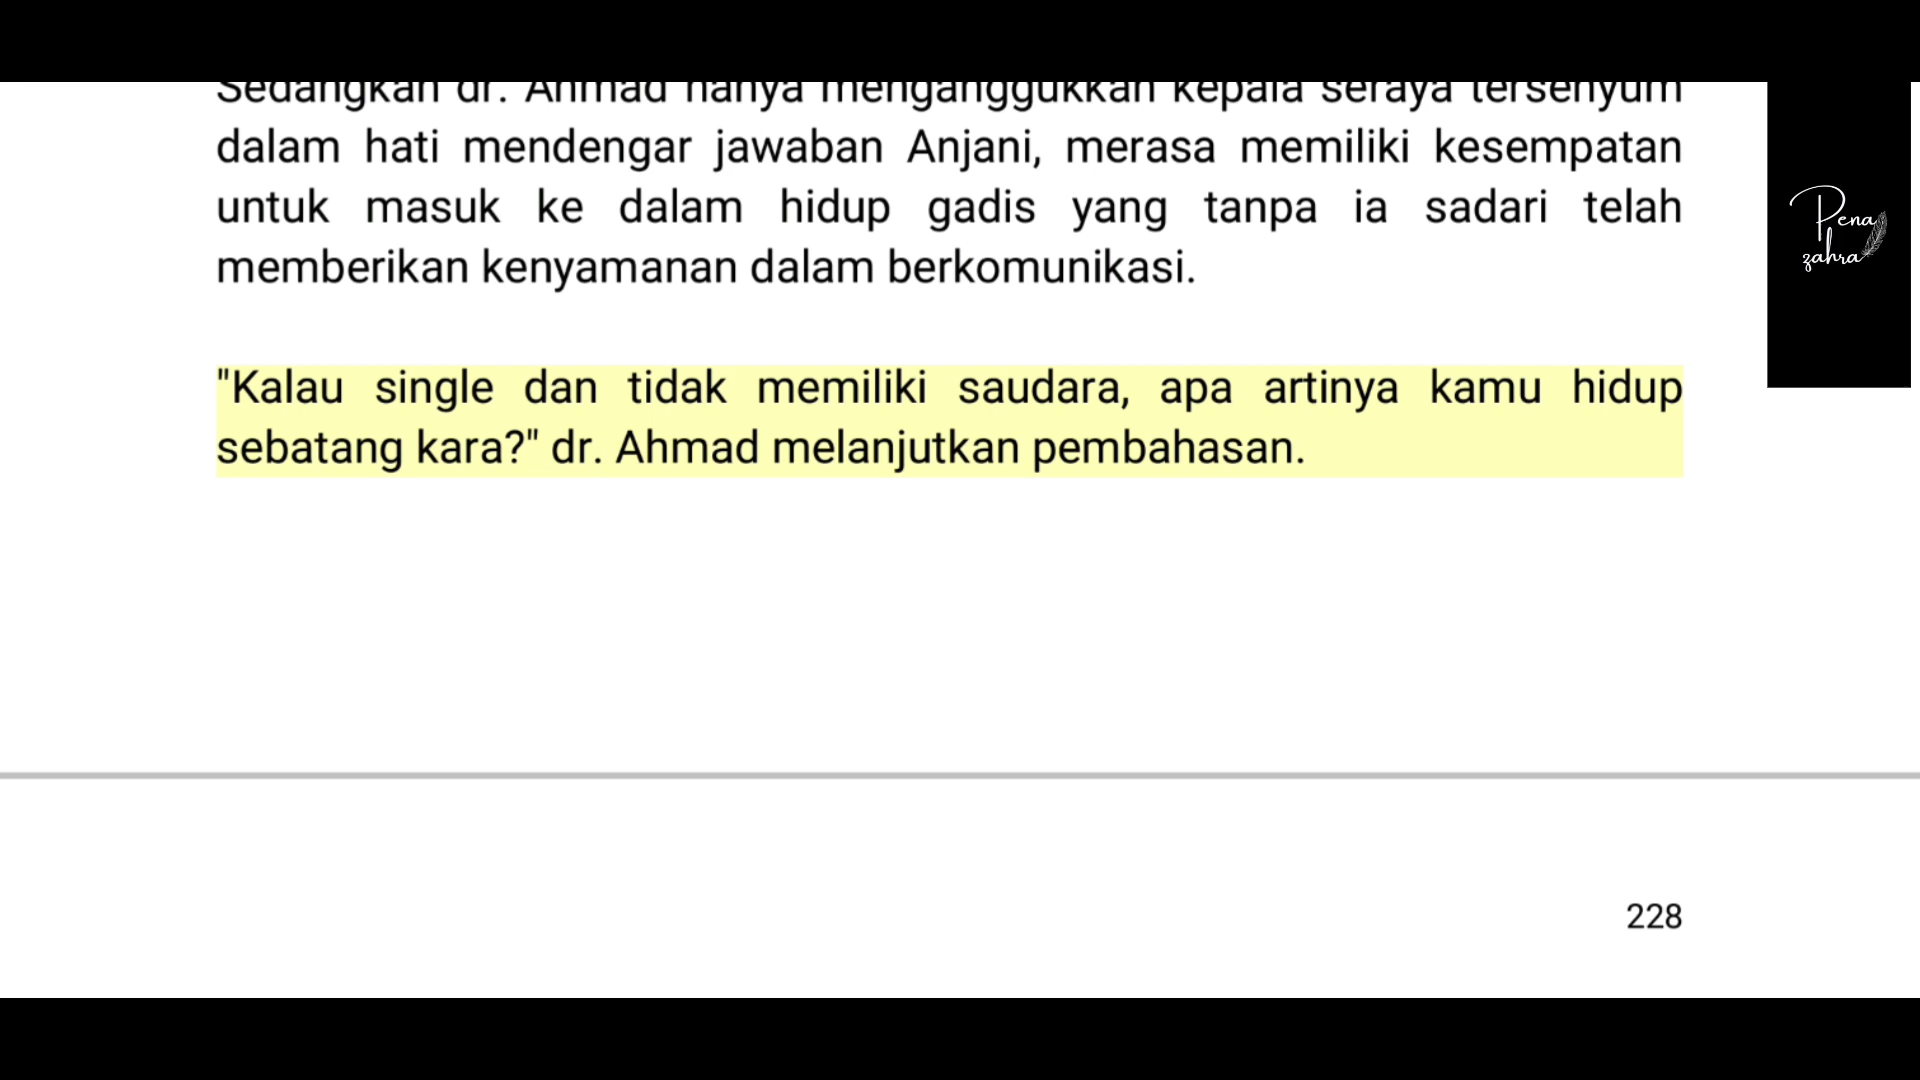 Sedangkan dr. Ahmad hanya menganggukkan kepala seraya tersenyum
dalam hati mendengar jawaban Anjani, merasa memiliki kesempatan
untuk masuk ke dalam hidup gadis yang tanpa ia sadari telah
memberikan kenyamanan dalam berkomunikasi.
"Kalau single dan tidak memiliki saudara, apa artinya kamu hidup
sebatang kara?" dr. Ahmad melanjutkan pembahasan.
228
Pena
zahra